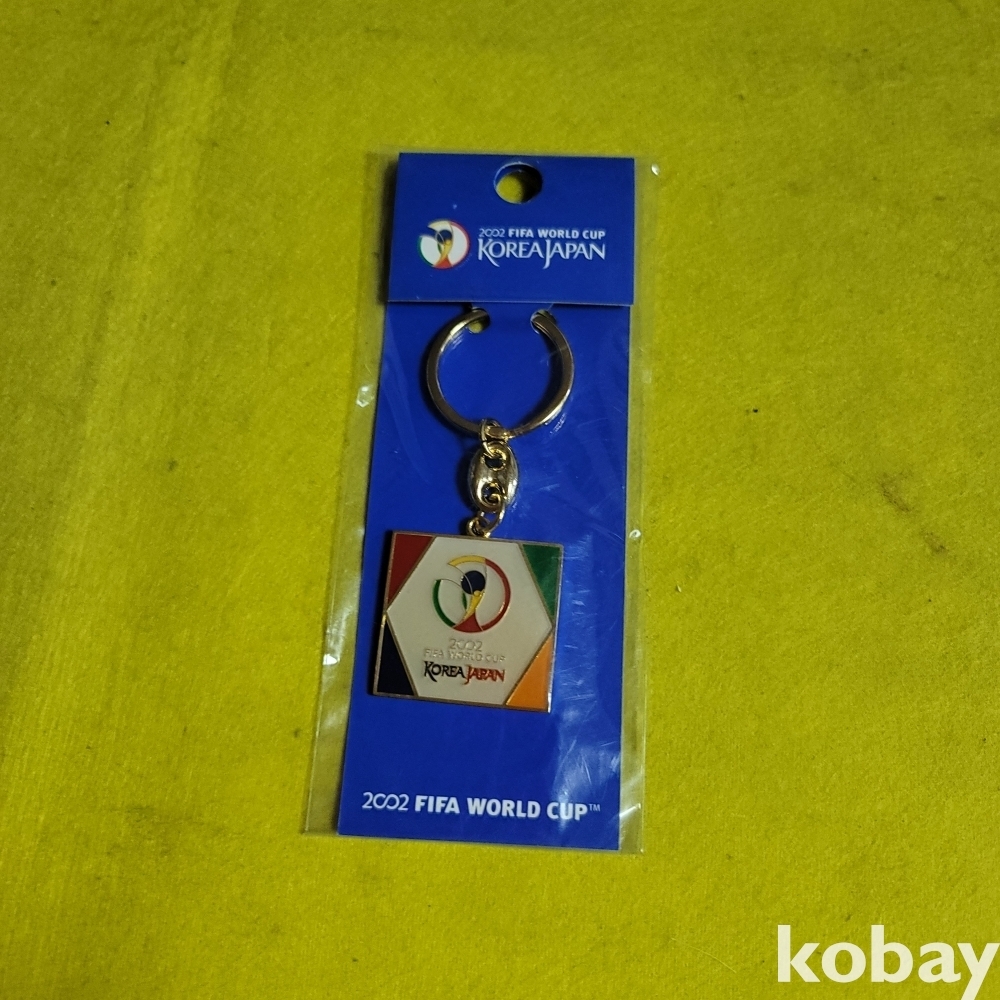 2002 FIFA WORLD CUP
KOREA JAPAN
2002
FIFA WORLD CUP
KOREA JAPAN
2002 FIFA WORLD CUP™
kobay